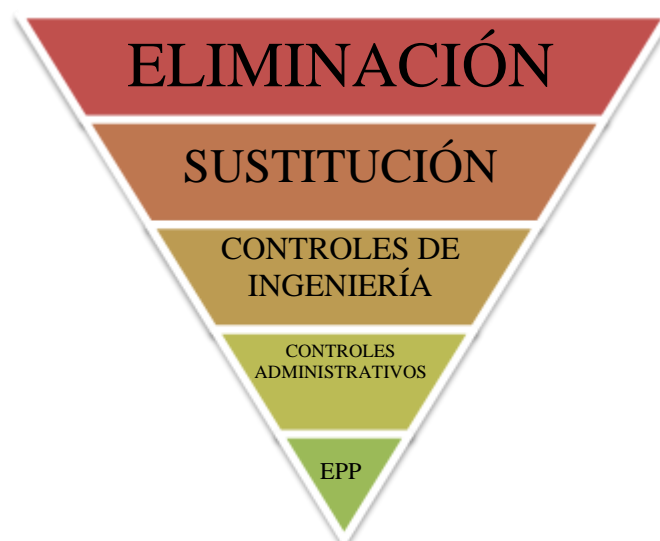 ELIMINACIÓN
SUSTITUCIÓN
CONTROLES DE
INGENIERÍA
CONTROLES
ADMINISTRATIVOS
EPP